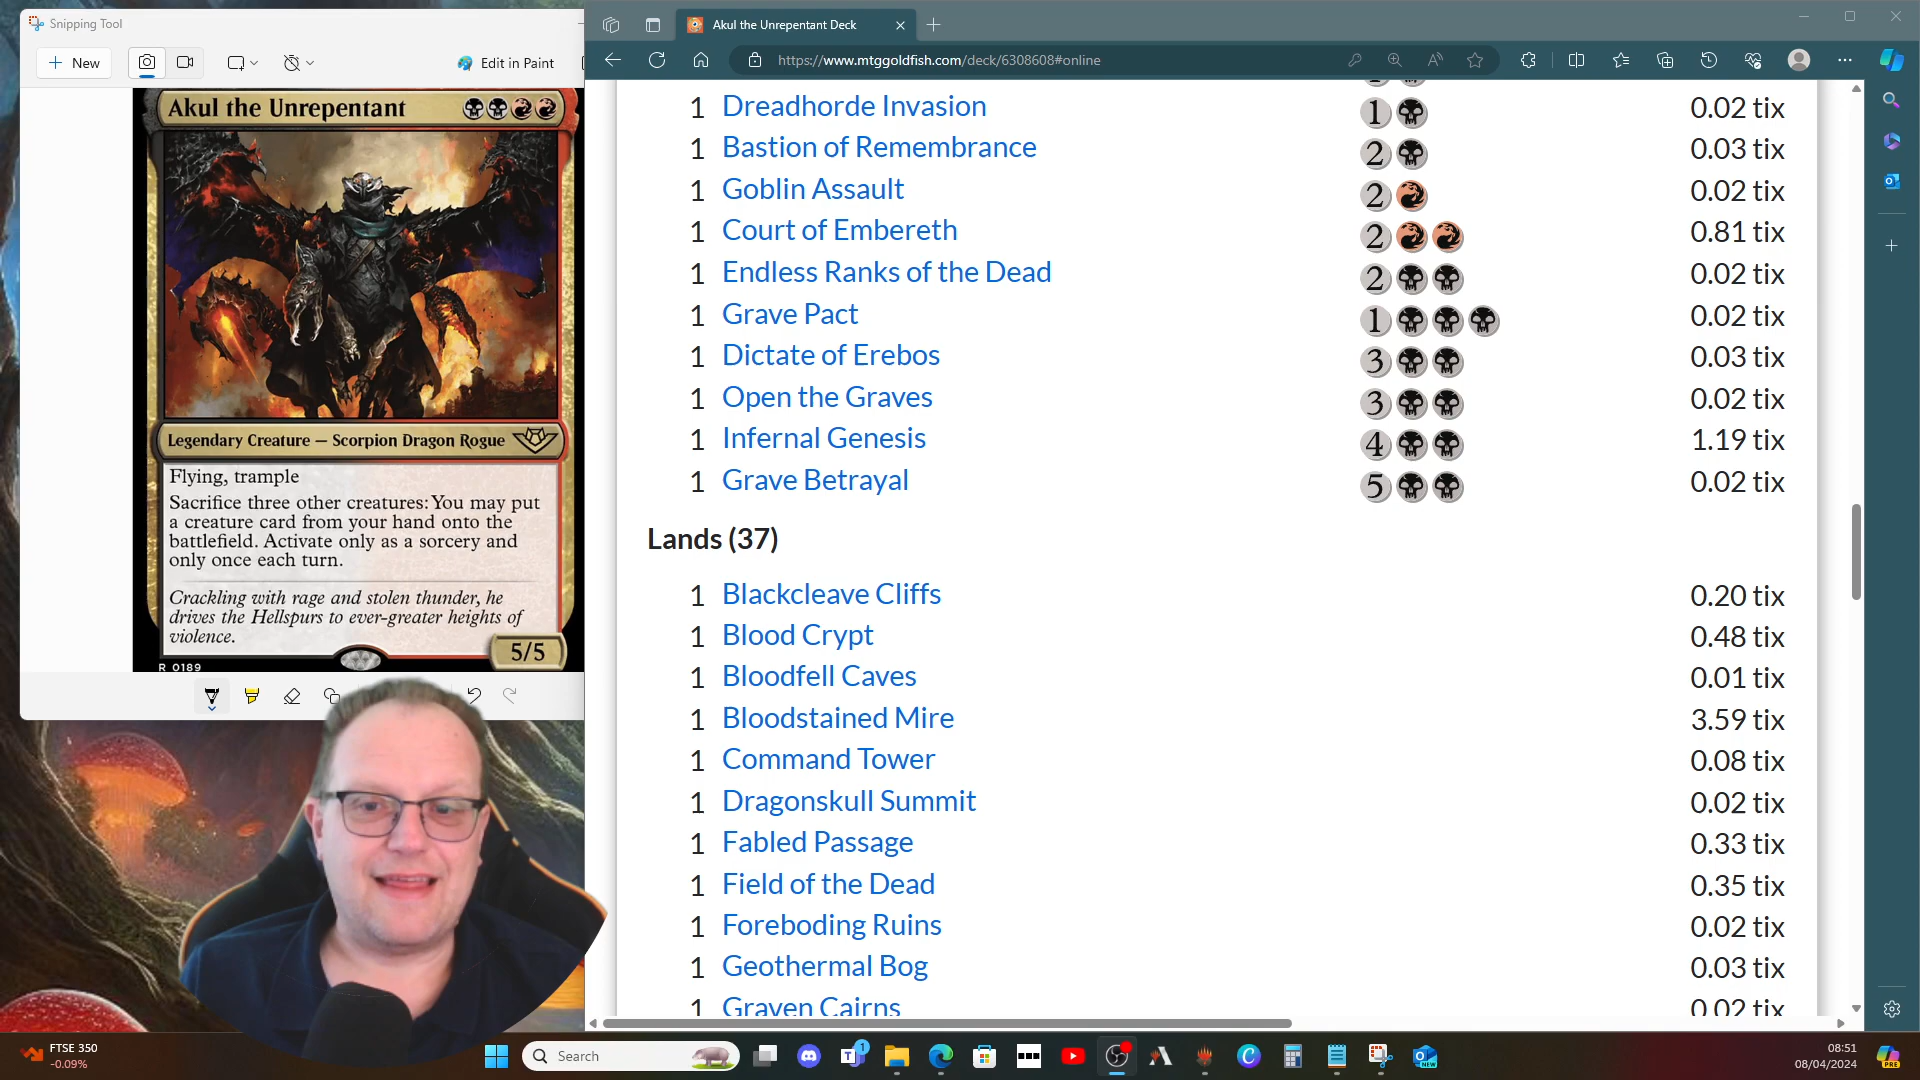 Snipping Tool
New
Edit in Paint
Akul the Unrepentant
Legendary Creature — Scorpion Dragon Rogue
Flying, trample
Sacrifice three other creatures: You may put
a creature card from your hand onto the
battlefield. Activate only as a sorcery and
only once each turn.
Crackling with rage and stolen thunder, he
drives the Hellspurs to ever-greater heights of
violence.
5/5
R 0189
Akul the Unrepentant Deck
https://www.mtggoldfish.com/deck/6308608#online
1 Dreadhorde Invasion 1 0.02 tix
1 Bastion of Remembrance 2 0.03 tix
1 Goblin Assault 2 0.02 tix
1 Court of Embereth 2 0.81 tix
1 Endless Ranks of the Dead 2 0.02 tix
1 Grave Pact 1 0.02 tix
1 Dictate of Erebos 3 0.03 tix
1 Open the Graves 3 0.02 tix
1 Infernal Genesis 4 1.19 tix
1 Grave Betrayal 5 0.02 tix
Lands (37)
1 Blackcleave Cliffs 0.20 tix
1 Blood Crypt 0.48 tix
1 Bloodfell Caves 0.01 tix
1 Bloodstained Mire 3.59 tix
1 Command Tower 0.08 tix
1 Dragonskull Summit 0.02 tix
1 Fabled Passage 0.33 tix
1 Field of the Dead 0.35 tix
1 Foreboding Ruins 0.02 tix
1 Geothermal Bog 0.03 tix
1 Graven Cairns 0.02 tix
FTSE 350
-0.09%
Search
1
08:51
08/04/2024